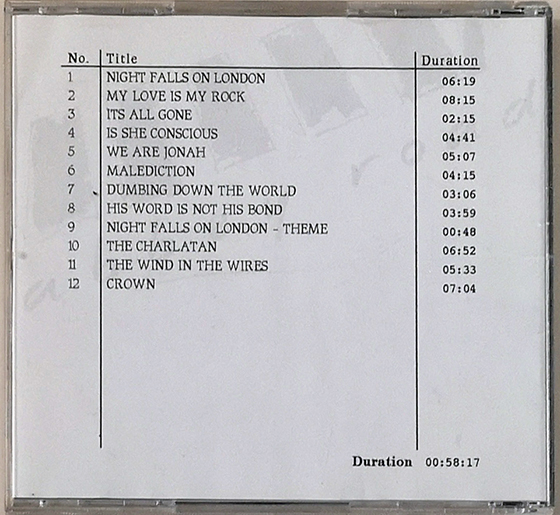 No. Title Duration
1 NIGHT FALLS ON LONDON 06:19
2 MY LOVE IS MY ROCK 08:15
3 ITS ALL GONE 02:15
4 IS SHE CONSCIOUS 04:41
5 WE ARE JONAH 05:07
6 MALEDICTION 04:15
7 DUMBING DOWN THE WORLD 03:06
8 HIS WORD IS NOT HIS BOND 03:59
9 NIGHT FALLS ON LONDON - THEME 00:48
10 THE CHARLATAN 06:52
11 THE WIND IN THE WIRES 05:33
12 CROWN 07:04
Duration 00:58:17